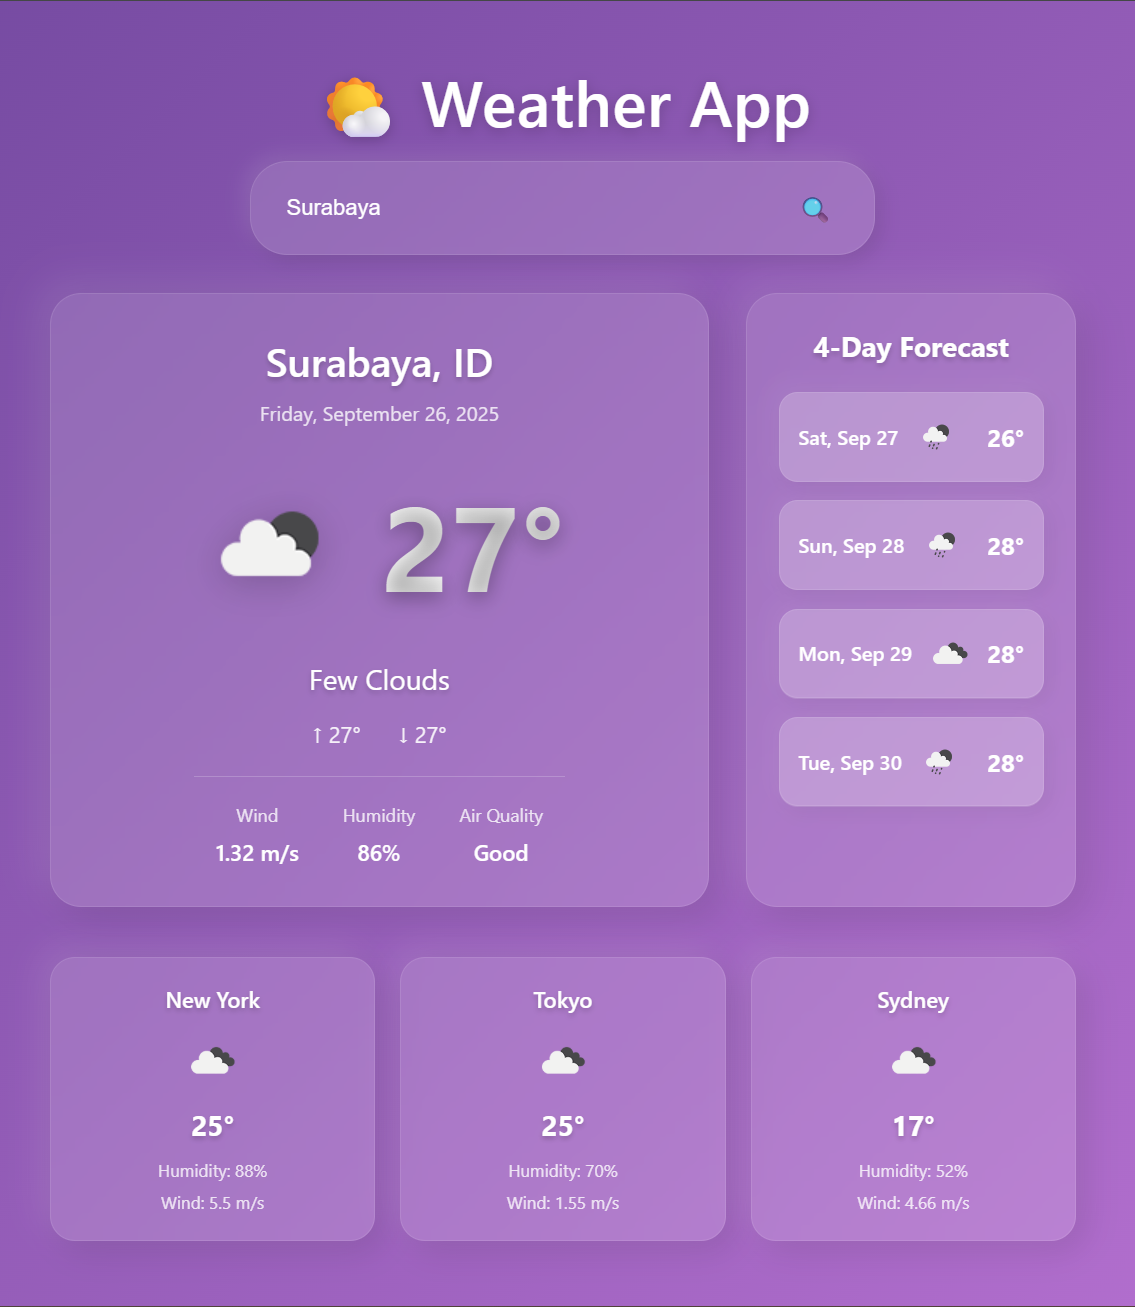 Weather App
Surabaya
Surabaya, ID
Friday, September 26, 2025
27°
Few Clouds
↑ 27° ↓ 27°
Wind Humidity Air Quality
1.32 m/s 86% Good
4-Day Forecast
Sat, Sep 27 26°
Sun, Sep 28 28°
Mon, Sep 29 28°
Tue, Sep 30 28°
New York
25°
Humidity: 88%
Wind: 5.5 m/s
Tokyo
25°
Humidity: 70%
Wind: 1.55 m/s
Sydney
17°
Humidity: 52%
Wind: 4.66 m/s